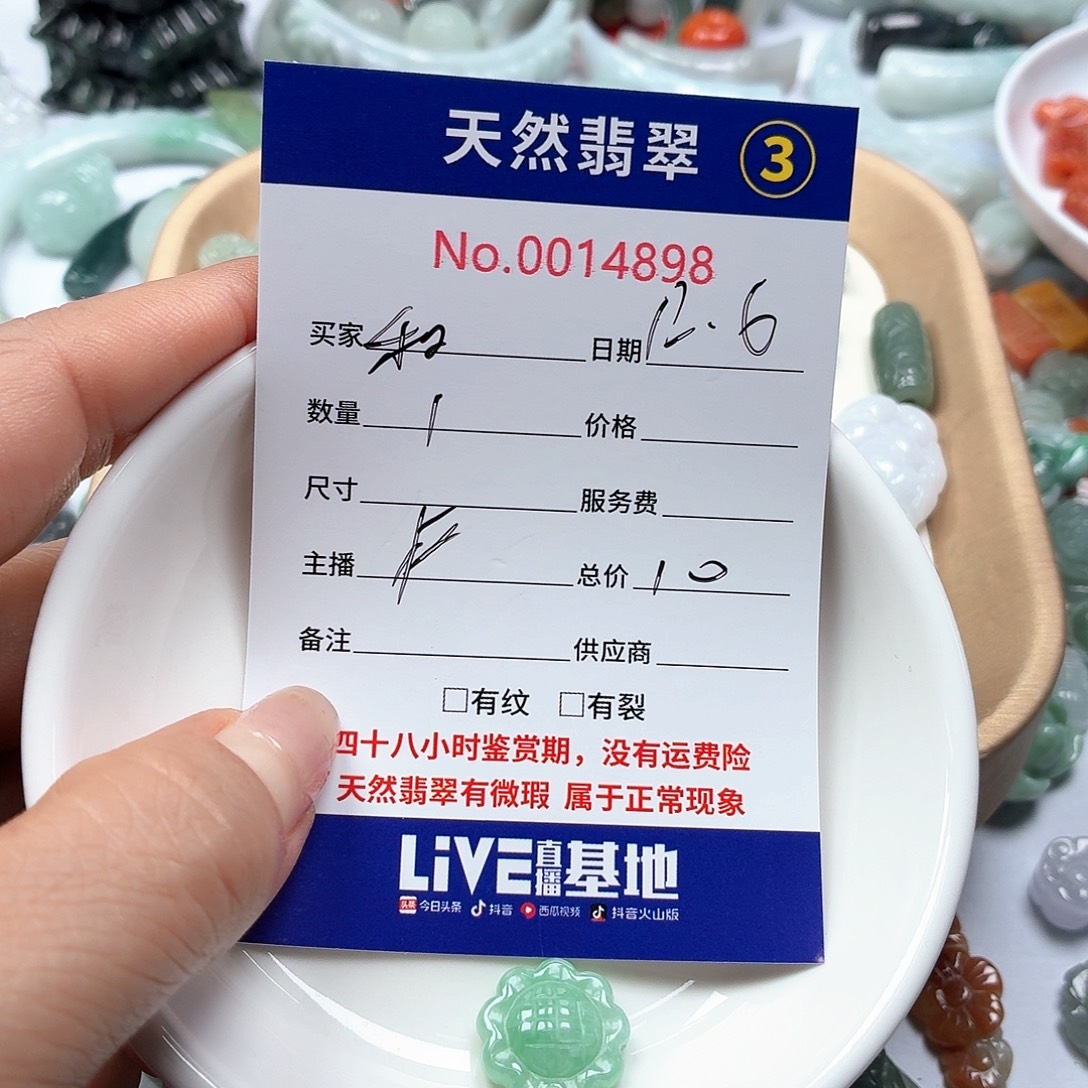 天然翡翠 3
No.0014898
买家 和 日期 12.6
数量 1 价格
尺寸 服务费
主播 总价 10
备注 供应商
□有纹 □有裂
四十八小时鉴赏期，没有运费险
天然翡翠有微瑕 属于正常现象
LiVE直播基地
头条 今日头条 抖音 西瓜视频 抖音火山版